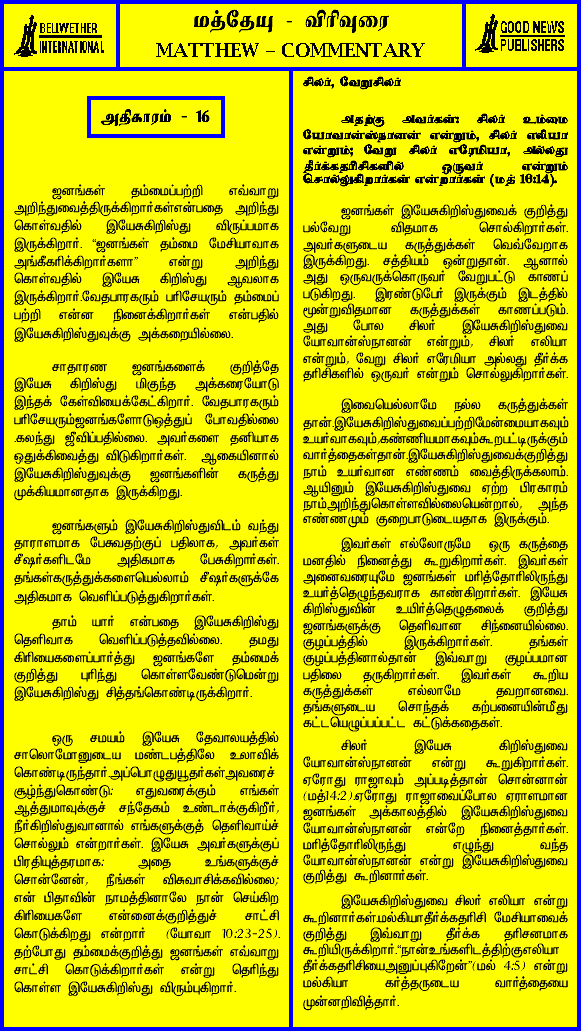 BELIWETHER
INTERNATIONAL
மத்தேயு - விரிவுரை
MATTHEW – COMMENTARY
GOOD NEWS
PUBLISHERS
அதிகாரம் - 16
ஜனங்கள் தம்மைப்பற்றி எவ்வாறு
அறிந்துவைத்திருக்கிறார்கள்என்பதை அறிந்து
கொள்வதில் இயேசுகிறிஸ்து விருப்பமாக
இருக்கிறார். "ஜனங்கள் தம்மை மேசியாவாக
அங்கீகரிக்கிறார்களா" என்று அறிந்து
கொள்வதில் இயேசு கிறிஸ்து ஆவலாக
இருக்கிறார்.வேதபாரகரும் பரிசேயரும் தம்மைப்
பற்றி என்ன நினைக்கிறார்கள் என்பதில்
இயேசுகிறிஸ்துவுக்கு அக்கறையில்லை.
சாதாரண ஜனங்களைக் குறித்தே
இயேசு கிறிஸ்து மிகுந்த அக்கரையோடு
இந்தக் கேள்வியைக்கேட்கிறார். வேதபாரகரும்
பரிசேயரும்ஜனங்களோடுஒத்துப் போவதில்லை
.கலந்து ஜீவிப்பதில்லை. அவர்களை தனியாக
ஒதுக்கிவைத்து விடுகிறார்கள். ஆகையினால்
இயேசுகிறிஸ்துவுக்கு ஜனங்களின் கருத்து
முக்கியமானதாக இருக்கிறது.
ஜனங்களும் இயேசுகிறிஸ்துவிடம் வந்து
தாராளமாக பேசுவதற்குப் பதிலாக, அவர்கள்
சீஷர்களிடமே அதிகமாக பேசுகிறார்கள்.
தங்கள்கருத்துக்களையெல்லாம் சீஷர்களுக்கே
அதிகமாக வெளிப்படுத்துகிறார்கள்.
தாம் யார் என்பதை இயேசுகிறிஸ்து
தெளிவாக வெளிப்படுத்தவில்லை. தமது
கிரியைகளைப்பார்த்து ஜனங்களே தம்மைக்
குறித்து புரிந்து கொள்ளவேண்டுமென்று
இயேசுகிறிஸ்து சித்தங்கொண்டிருக்கிறார்.
ஒரு சமயம் இயேசு தேவாலயத்தில்
சாலொமோனுடைய மண்டபத்திலே உலாவிக்
கொண்டிருந்தார்.அப்பொழுதுயூதர்கள்அவரைச்
சூழ்ந்துகொண்டு: எதுவரைக்கும் எங்கள்
ஆத்துமாவுக்குச் சந்தேகம் உண்டாக்குகிறீர்,
நீர்கிறிஸ்துவானால் எங்களுக்குத் தெளிவாய்ச்
சொல்லும் என்றார்கள். இயேசு அவர்களுக்குப்
பிரதியுத்தரமாக: அதை உங்களுக்குச்
சொன்னேன், நீங்கள் விசுவாசிக்கவில்லை;
என் பிதாவின் நாமத்தினாலே நான் செய்கிற
கிரியைகளே என்னைக்குறித்துச் சாட்சி
கொடுக்கிறது என்றார் (யோவா 10:23-25).
தற்போது தம்மைக்குறித்து ஜனங்கள் எவ்வாறு
சாட்சி கொடுக்கிறார்கள் என்று தெரிந்து
கொள்ள இயேசுகிறிஸ்து விரும்புகிறார்.
சிலர், வேறுசிலர்
அதற்கு அவர்கள்: சிலர் உம்மை
யோவான்ஸ்நானன் என்றும், சிலர் எலியா
என்றும்; வேறு சிலர் எரேமியா, அல்லது
தீர்க்கதரிசிகளில் ஒருவர் என்றும்
சொல்லுகிறார்கள் என்றார்கள் (மத் 16:14).
ஜனங்கள் இயேசுகிறிஸ்துவைக் குறித்து
பல்வேறு விதமாக சொல்கிறார்கள்.
அவர்களுடைய கருத்துக்கள் வெவ்வேறாக
இருக்கிறது. சத்தியம் ஒன்றுதான். ஆனால்
அது ஒருவருக்கொருவர் வேறுபட்டு காணப்
படுகிறது. இரண்டுபேர் இருக்கும் இடத்தில்
மூன்றுவிதமான கருத்துக்கள் காணப்படும்.
அது போல சிலர் இயேசுகிறிஸ்துவை
யோவான்ஸ்நானன் என்றும், சிலர் எலியா
என்றும், வேறு சிலர் எரேமியா அல்லது தீர்க்க
தரிசிகளில் ஒருவர் என்றும் சொல்லுகிறார்கள்.
இவையெல்லாமே நல்ல கருத்துக்கள்
தான்.இயேசுகிறிஸ்துவைப்பற்றிமேன்மையாகவும்
உயர்வாகவும்,கண்ணியமாகவும்கூறபட்டிருக்கும்
வார்த்தைகள்தான்.இயேசுகிறிஸ்துவைக்குறித்து
நாம் உயர்வான எண்ணம் வைத்திருக்கலாம்.
ஆயினும் இயேசுகிறிஸ்துவை ஏற்ற பிரகாரம்
நாம்அறிந்துகொள்ளவில்லையென்றால், அந்த
எண்ணமும் குறைபாடுடையதாக இருக்கும்.
இவர்கள் எல்லோருமே ஒரு கருத்தை
மனதில் நினைத்து கூறுகிறார்கள். இவர்கள்
அனைவரையுமே ஜனங்கள் மரித்தோரிலிருந்து
உயர்த்தெழுந்தவராக காண்கிறார்கள். இயேசு
கிறிஸ்துவின் உயிர்த்தெழுதலைக் குறித்து
ஜனங்களுக்கு தெளிவான சிந்னையில்லை.
குழப்பத்தில் இருக்கிறார்கள். தங்கள்
குழப்பத்தினால்தான் இவ்வாறு குழப்பமான
பதிலை தருகிறார்கள். இவர்கள் கூறிய
கருத்துக்கள் எல்லாமே தவறானவை.
தங்களுடைய சொந்தக் கற்பனையின்மீது
கட்டயெழுப்பப்பட்ட கட்டுக்கதைகள்.
சிலர் இயேசு கிறிஸ்துவை
யோவான்ஸ்நானன் என்று கூறுகிறார்கள்.
ஏரோது ராஜாவும் அப்படித்தான் சொன்னான்
(மத்14:2).ஏரோது ராஜாவைப்போல ஏராளமான
ஜனங்கள் அக்காலத்தில் இயேசுகிறிஸ்துவை
யோவான்ஸ்நானன் என்றே நினைத்தார்கள்.
மரித்தோரிலிருந்து எழுந்து வந்த
யோவான்ஸ்நானன் என்று இயேசுகிறிஸ்துவை
குறித்து கூறினார்கள்.
இயேசுகிறிஸ்துவை சிலர் எலியா என்று
கூறினார்கள்.மல்கியாதீர்க்கதரிசி மேசியாவைக்
குறித்து இவ்வாறு தீர்க்க தரிசனமாக
கூறியிருக்கிறார்."நான்உங்களிடத்திற்குஎலியா
தீர்க்கதரிசியைஅனுப்புகிறேன்"(மல் 4:5) என்று
மல்கியா கர்த்தருடைய வார்த்தையை
முன்னறிவித்தார்.